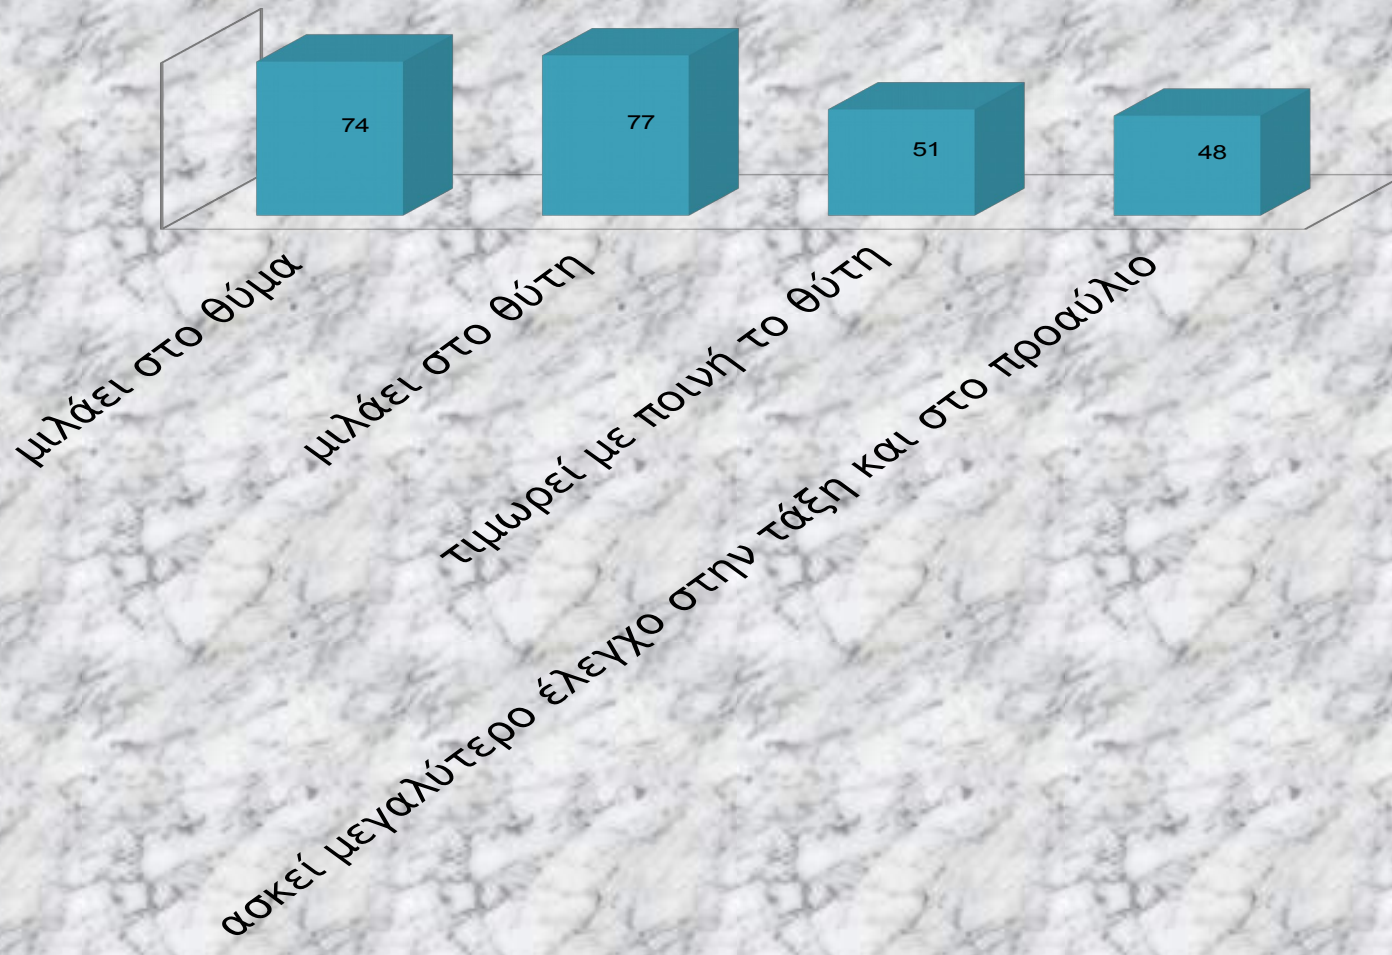 74
77
51
48
μιλάει στο θύμα
μιλάει στο θύτη
τιμωρεί με ποινή το θύτη
ασκεί μεγαλύτερο έλεγχο στην τάξη και στο προαύλιο